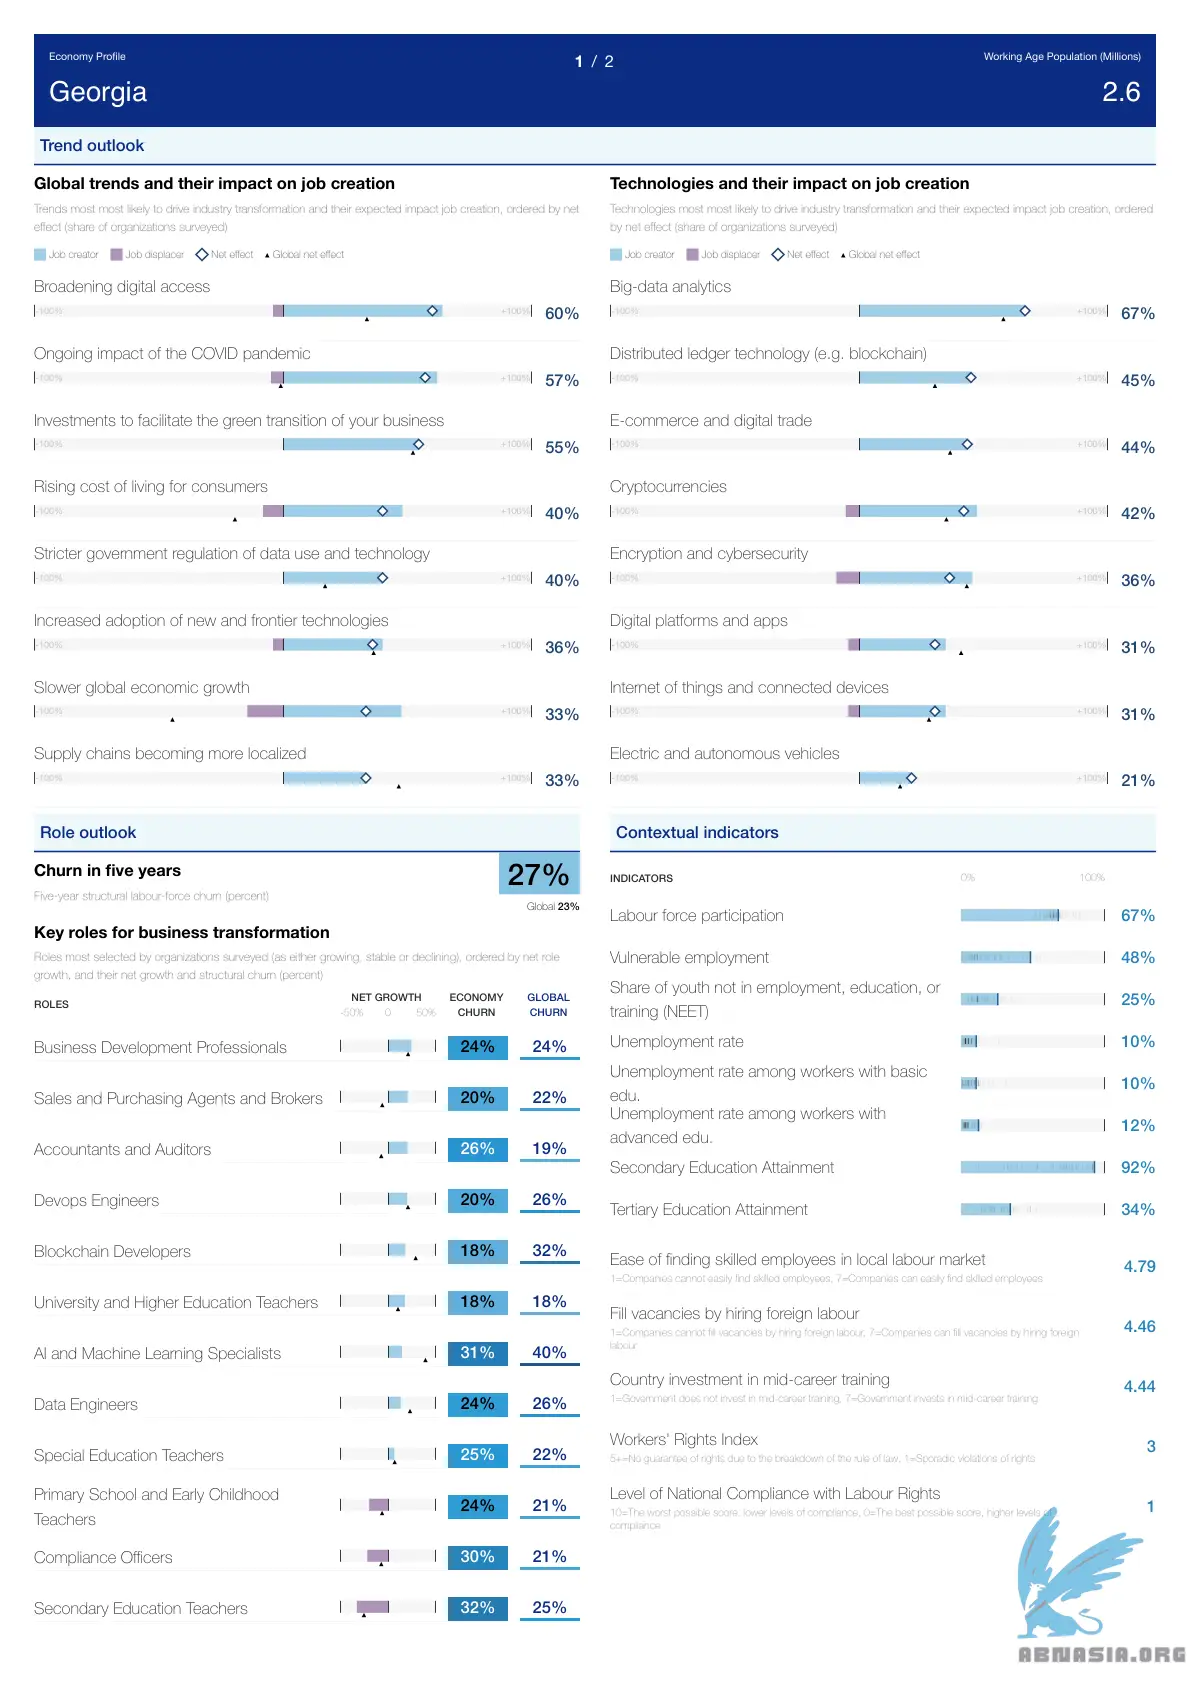 Economy Profile
1 / 2
Working Age Population (Millions)
Georgia
2.6
Trend outlook
Global trends and their impact on job creation
Trends most most likely to drive industry transformation and their expected impact job creation, ordered by net
effect (share of organizations surveyed)
Job creator Job displacer Net effect Global net effect
Broadening digital access
-100% +100% 60%
Ongoing impact of the COVID pandemic
-100% +100% 57%
Investments to facilitate the green transition of your business
-100% +100% 55%
Rising cost of living for consumers
-100% +100% 40%
Stricter government regulation of data use and technology
-100% +100% 40%
Increased adoption of new and frontier technologies
-100% +100% 36%
Slower global economic growth
-100% +100% 33%
Supply chains becoming more localized
-100% +100% 33%
Technologies and their impact on job creation
Technologies most most likely to drive industry transformation and their expected impact on job creation, ordered
by net effect (share of organizations surveyed)
Job creator Job displacer Net effect Global net effect
Big-data analytics
-100% +100% 67%
Distributed ledger technology (e.g. blockchain)
-100% +100% 45%
E-commerce and digital trade
-100% +100% 44%
Cryptocurrencies
-100% +100% 42%
Encryption and cybersecurity
-100% +100% 36%
Digital platforms and apps
-100% +100% 31%
Internet of things and connected devices
-100% +100% 31%
Electric and autonomous vehicles
-100% +100% 21%
Role outlook
Churn in five years
27%
Five-year structural labour-force churn (percent)
Global 23%
Key roles for business transformation
Roles most selected by organizations surveyed (as either growing, stable or declining), ordered by net role
growth, and their net growth and structural churn (percent)
ROLES NET GROWTH ECONOMY CHURN GLOBAL CHURN
-50% 0 50%
Business Development Professionals 24% 24%
Sales and Purchasing Agents and Brokers 20% 22%
Accountants and Auditors 26% 19%
Devops Engineers 20% 26%
Blockchain Developers 18% 32%
University and Higher Education Teachers 18% 18%
AI and Machine Learning Specialists 31% 40%
Data Engineers 24% 26%
Special Education Teachers 25% 22%
Primary School and Early Childhood
Teachers 24% 21%
Compliance Officers 30% 21%
Secondary Education Teachers 32% 25%
Contextual indicators
INDICATORS 0% 100%
Labour force participation 67%
Vulnerable employment 48%
Share of youth not in employment, education, or
training (NEET) 25%
Unemployment rate 10%
Unemployment rate among workers with basic
edu. 10%
Unemployment rate among workers with
advanced edu. 12%
Secondary Education Attainment 92%
Tertiary Education Attainment 34%
Ease of finding skilled employees in local labour market 4.79
1=Companies cannot easily find skilled employees, 7=Companies can easily find skilled employees
Fill vacancies by hiring foreign labour 4.46
1=Companies cannot fill vacancies by hiring foreign labour, 7=Companies can fill vacancies by hiring foreign
labour
Country investment in mid-career training 4.44
1=Government does not invest in mid-career training, 7=Government invests in mid-career training
Workers' Rights Index 3
5+=No guarantee of rights due to the breakdown of the rule of law, 1=Sporadic violations of rights
Level of National Compliance with Labour Rights 1
10=The worst possible score, lower levels of compliance, 0=The best possible score, higher levels of
compliance
ABNASIA.ORG